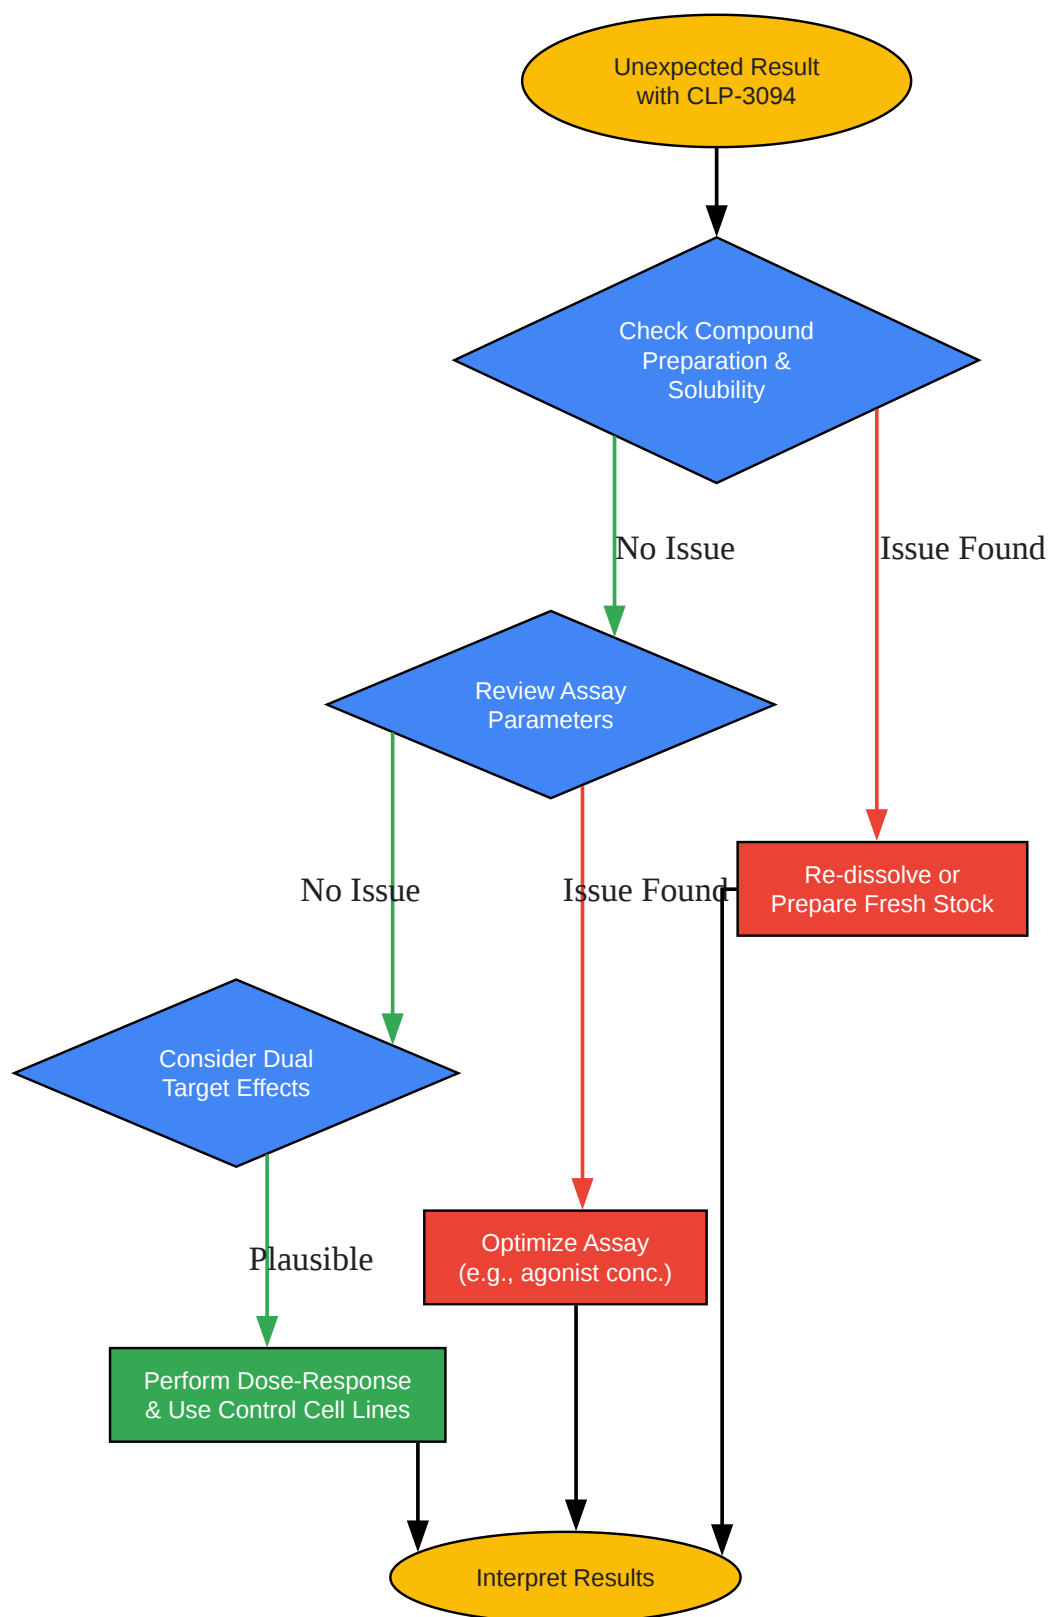 Unexpected Result
with CLP-3094
Check Compound
Preparation &
Solubility
No Issue
Issue Found
Review Assay
Parameters
No Issue
Issue Found
Re-dissolve or
Prepare Fresh Stock
Consider Dual
Target Effects
Plausible
Optimize Assay
(e.g., agonist conc.)
Perform Dose-Response
& Use Control Cell Lines
Interpret Results